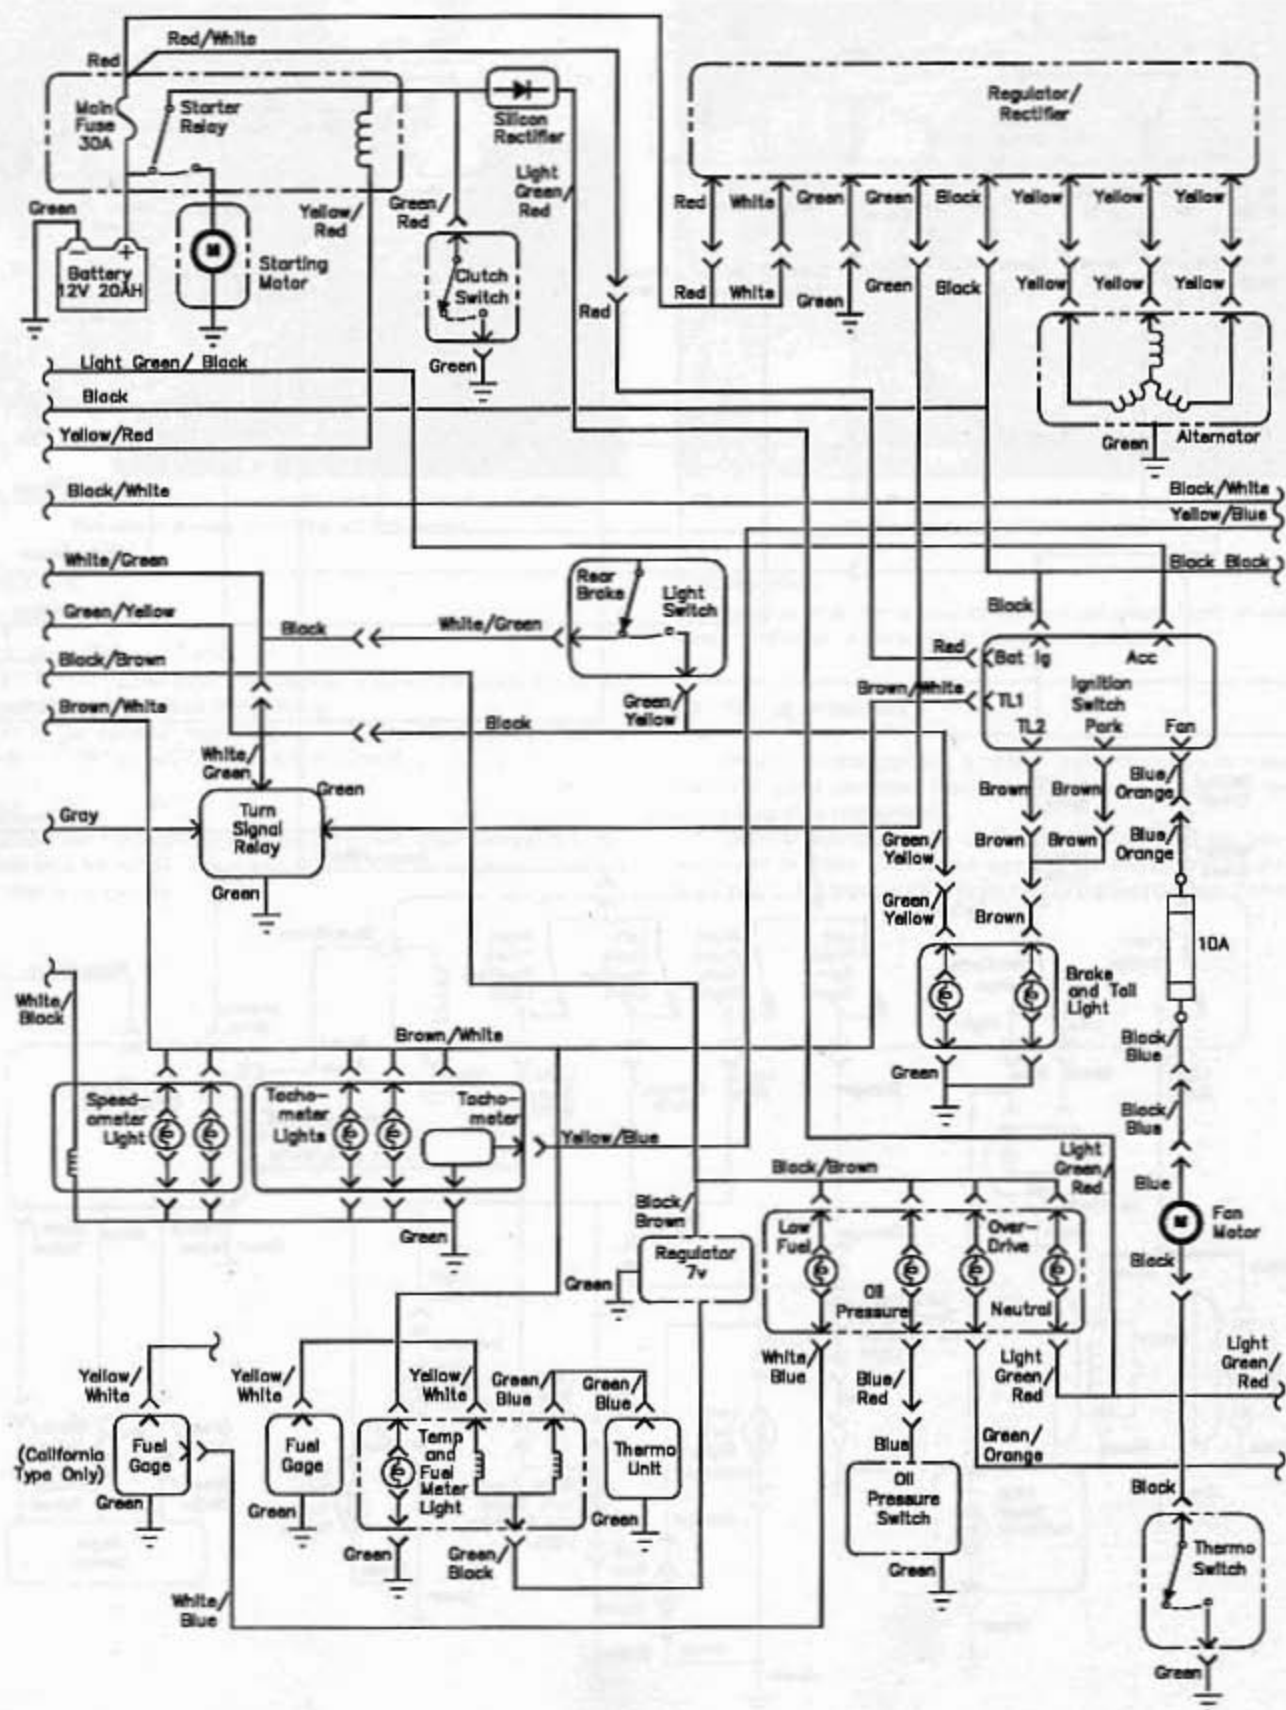 Red/White
Red
Main
Fuse
30A
Starter
Relay
Silicon
Rectifier
Regulator/
Rectifier
Green
Battery
12V 20AH
Starting
Motor
Yellow/
Red
Green/
Red
Light
Green/
Red
Clutch
Switch
Green
Red
Red
White
Green
Green
Black
Yellow
Yellow
Yellow
Red
White
Green
Green
Black
Yellow
Yellow
Yellow
Green
Alternator
Light Green/ Black
Black
Yellow/Red
Black/White
Black/White
Yellow/Blue
Black Black
White/Green
Green/Yellow
Black/Brown
Brown/White
Black
White/Green
Rear
Brake
Light
Switch
Green/
Yellow
Black
Black
Red
Brown/White
Bat Ig
Acc
TL1
Ignition
Switch
TL2
Park
Fan
White/
Green
Green
Gray
Turn
Signal
Relay
Green
Brown
Brown
Blue/
Orange
Green/
Yellow
Brown
Brown
Blue/
Orange
Green/
Yellow
Brown
10A
Brake
and Tail
Light
Green
Black/
Blue
Black/
Blue
White/
Black
Brown/White
Speed-
ometer
Light
Tacho-
meter
Lights
Tacho-
meter
Yellow/Blue
Green
Black/Brown
Light
Green/
Red
Blue
Fan
Motor
Black
Black/
Brown
Regulator
7v
Green
Low
Fuel
Over-
Drive
Oil
Pressure
Neutral
White/
Blue
Blue/
Red
Light
Green/
Red
Light
Green/
Red
Yellow/
White
Yellow/
White
Yellow/
White
Green/
Blue
Green/
Blue
(California
Type Only)
Fuel
Gage
Green
Fuel
Gage
Green
Temp
and
Fuel
Meter
Light
Thermo
Unit
Green
Green
Green/
Black
Blue
Green/
Orange
Oil
Pressure
Switch
Green
Black
Thermo
Switch
Green
White/
Blue